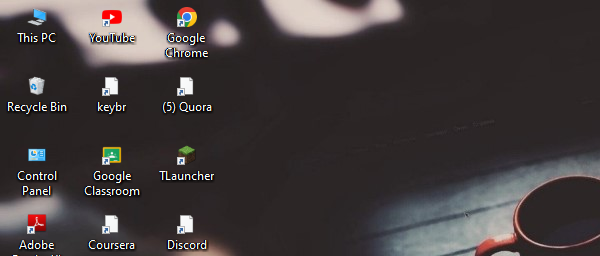 This PC
YouTube
Google
Chrome
Recycle Bin
keybr
(5) Quora
Control
Panel
Google
Classroom
TLauncher
Adobe
Coursera
Discord